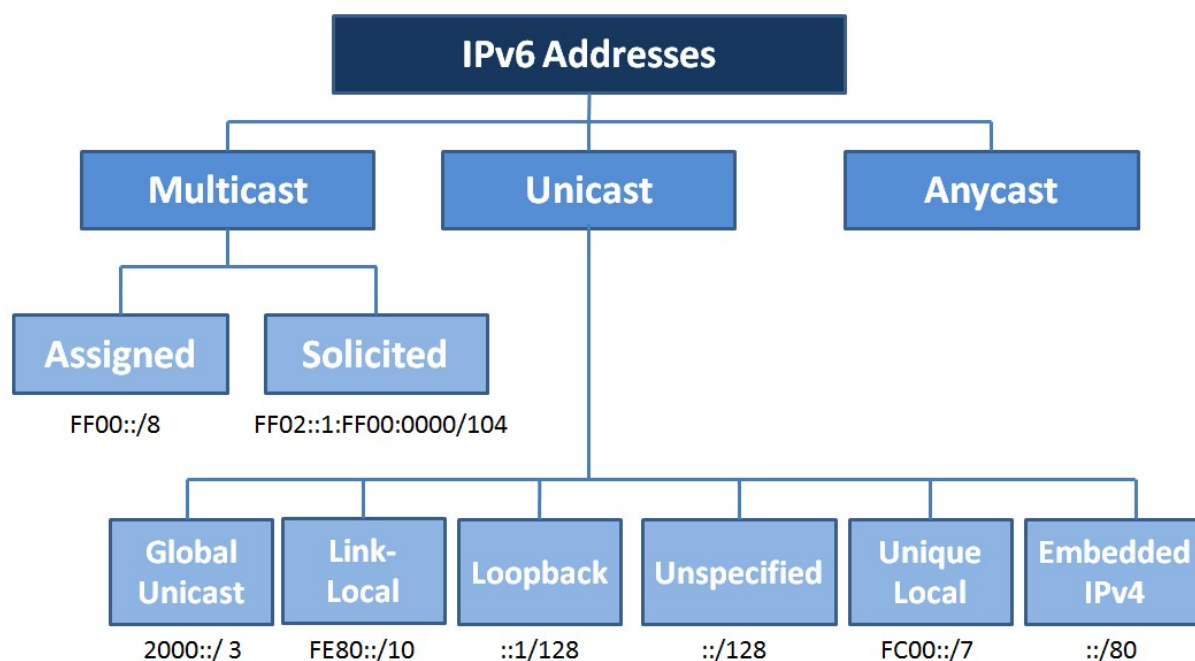 IPv6 Addresses
Multicast
Unicast
Anycast
Assigned
Solicited
FF00::/8
FF02::1:FF00:0000/104
Global
Unicast
Link-
Local
Loopback
Unspecified
Unique
Local
Embedded
IPv4
2000::/ 3
FE80::/10
::1/128
::/128
FC00::/7
::/80